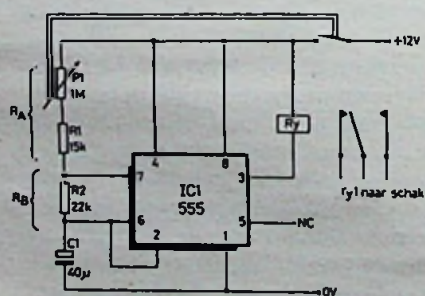 +12V
P1
1M
RA
R1
15k
4
8
Ry
7
IC1
555
3
RB
R2
22k
6
5
NC
2
1
C1
40µ
0V
ry1 naar schak